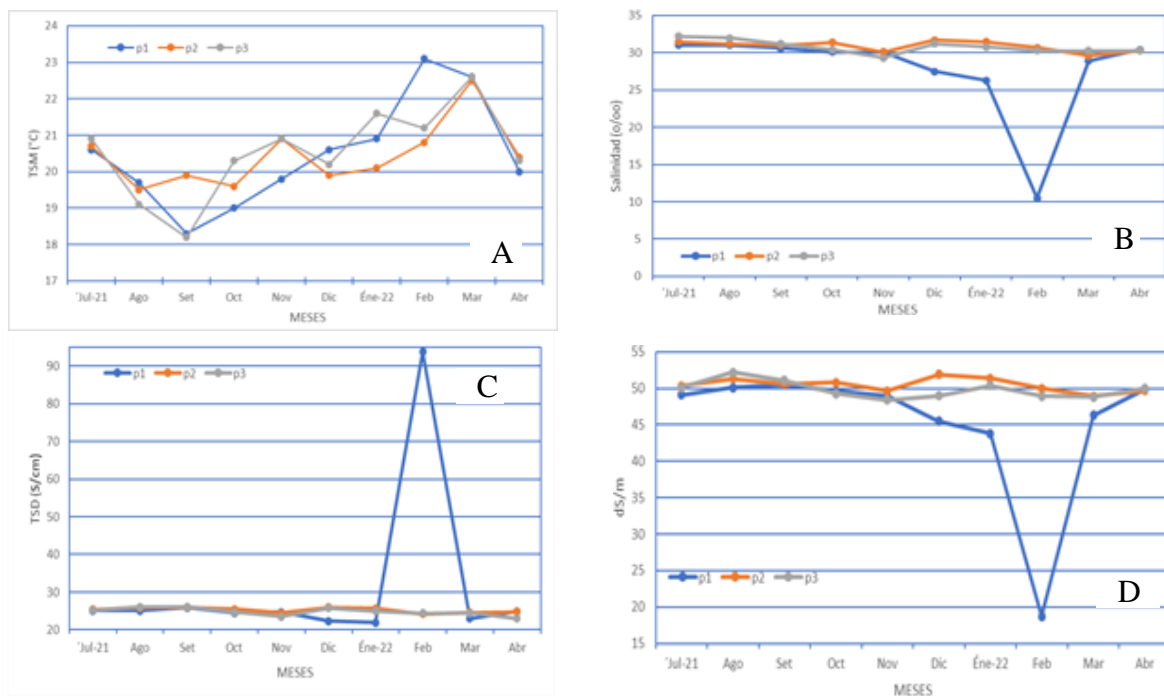 p1 p2 p3
23
22
21
20
19
18
17
TSM (°C)
'Jul-21 Ago Set Oct Nov Dic Éne-22 Feb Mar Abr
MESES
A
35
30
25
20
15
10
5
0
Salinidad (o/oo)
p1 p2 p3
'Jul-21 Ago Set Oct Nov Dic Éne-22 Feb Mar Abr
MESES
B
p1 p2 p3
90
80
70
60
50
40
30
20
TSD ($/cm)
'Jul-21 Ago Set Oct Nov Dic Éne-22 Feb Mar Abr
MESES
C
55
50
45
40
35
30
25
20
15
dS/m
p1 p2 p3
'Jul-21 Ago Set Oct Nov Dic Éne-22 Feb Mar Abr
MESES
D